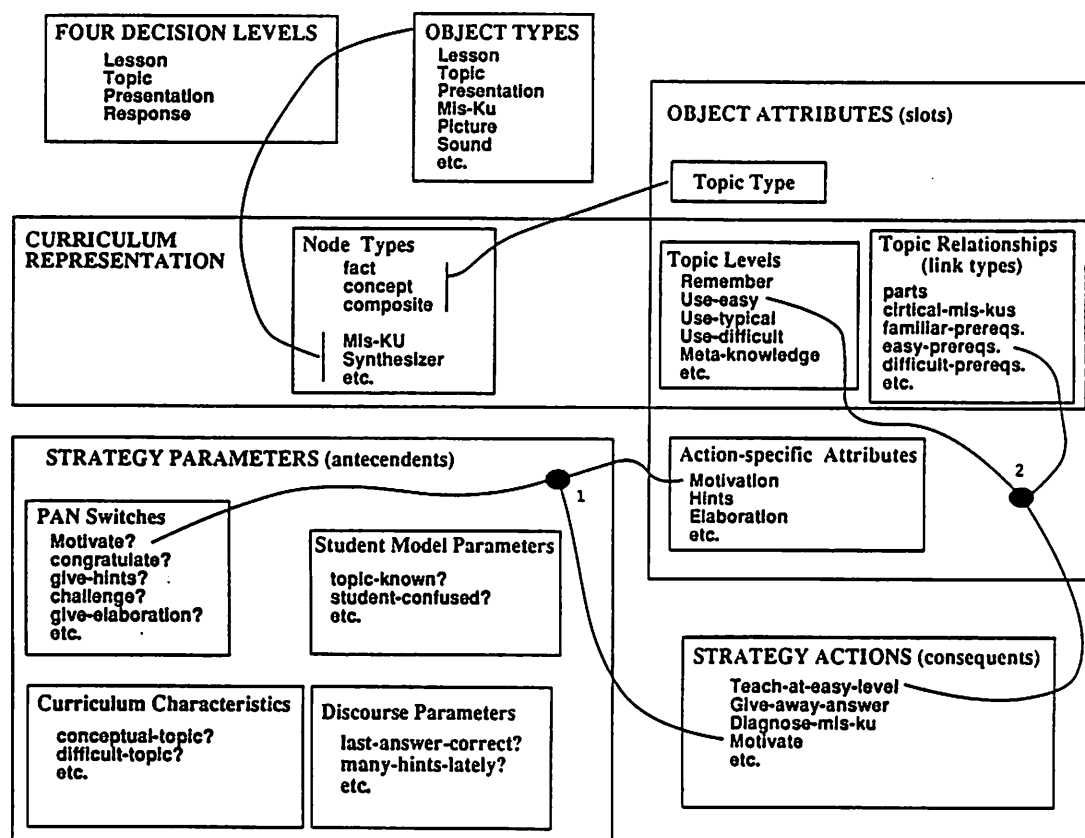 FOUR DECISION LEVELS
Lesson
Topic
Presentation
Response
OBJECT TYPES
Lesson
Topic
Presentation
Mis-Ku
Picture
Sound
etc.
OBJECT ATTRIBUTES (slots)
Topic Type
CURRICULUM
REPRESENTATION
Node Types
fact
concept
composite
Mis-KU
Synthesizer
etc.
Topic Levels
Remember
Use-easy
Use-typical
Use-difficult
Meta-knowledge
etc.
Topic Relationships
(link types)
parts
cirtical-mis-kus
familiar-prereqs.
easy-prereqs.
difficult-prereqs.
etc.
STRATEGY PARAMETERS (antecendents)
1
PAN Switches
Motivate?
congratulate?
give-hints?
challenge?
give-elaboration?
etc.
Student Model Parameters
topic-known?
student-confused?
etc.
Curriculum Characteristics
conceptual-topic?
difficult-topic?
etc.
Discourse Parameters
last-answer-correct?
many-hints-lately?
etc.
Action-specific Attributes
Motivation
Hints
Elaboration
etc.
2
STRATEGY ACTIONS (consequents)
Teach-at-easy-level
Give-away-answer
Diagnose-mis-ku
Motivate
etc.